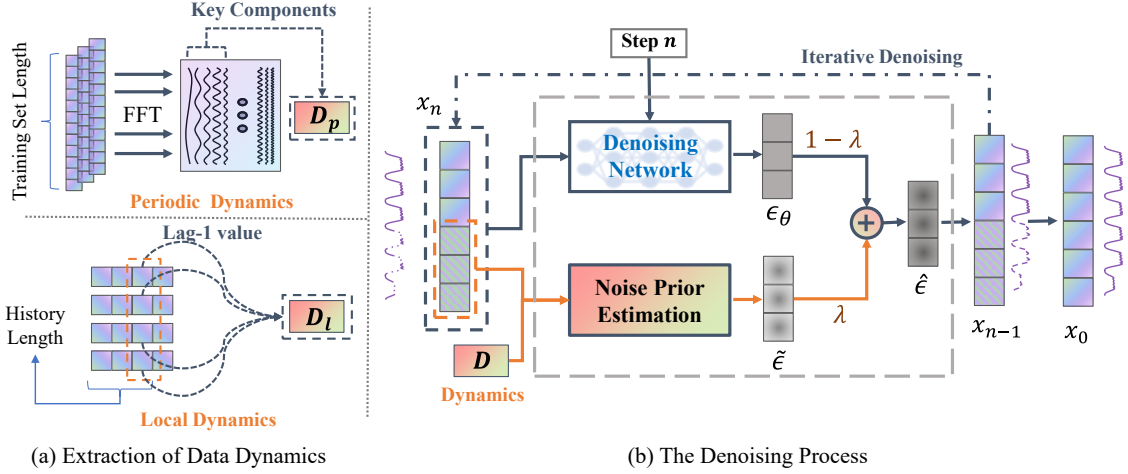 Key Components
Training Set Length
FFT
D_p
Periodic Dynamics
Lag-1 value
History
Length
D_l
Local Dynamics
(a) Extraction of Data Dynamics
Step n
Iterative Denoising
x_n
Denoising
Network
ϵ_θ
1 − λ
+
ϵ̂
Noise Prior
Estimation
ϵ̃
λ
D
Dynamics
x_{n−1}
x_0
(b) The Denoising Process